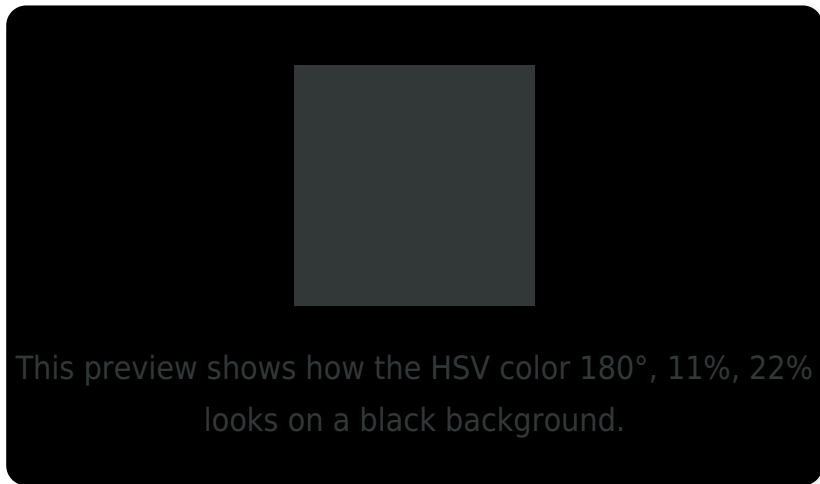 This preview shows how the HSV color 180°, 11%, 22%
looks on a black background.